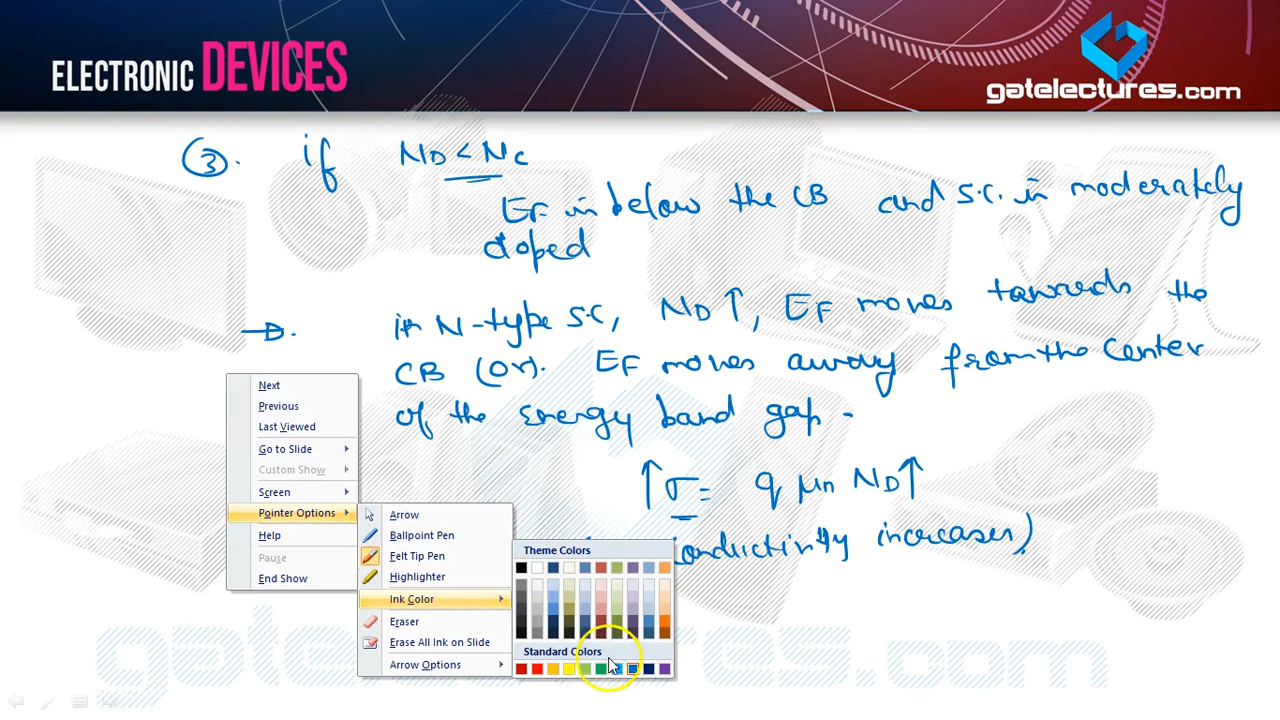 ELECTRONIC DEVICES
gatelectures.com
③. if ND < NC
EF in below the CB and S.C. in moderately
doped
→. in N-type S.C, ND↑, EF moves towards the
CB (or). EF moves away from the center
of the energy band gap -
↑σ = q μn ND↑
conductivity increases)
Next
Previous
Last Viewed
Go to Slide
Custom Show
Screen
Pointer Options
Help
Pause
End Show
Arrow
Ballpoint Pen
Felt Tip Pen
Highlighter
Ink Color
Eraser
Erase All Ink on Slide
Arrow Options
Theme Colors
Standard Colors